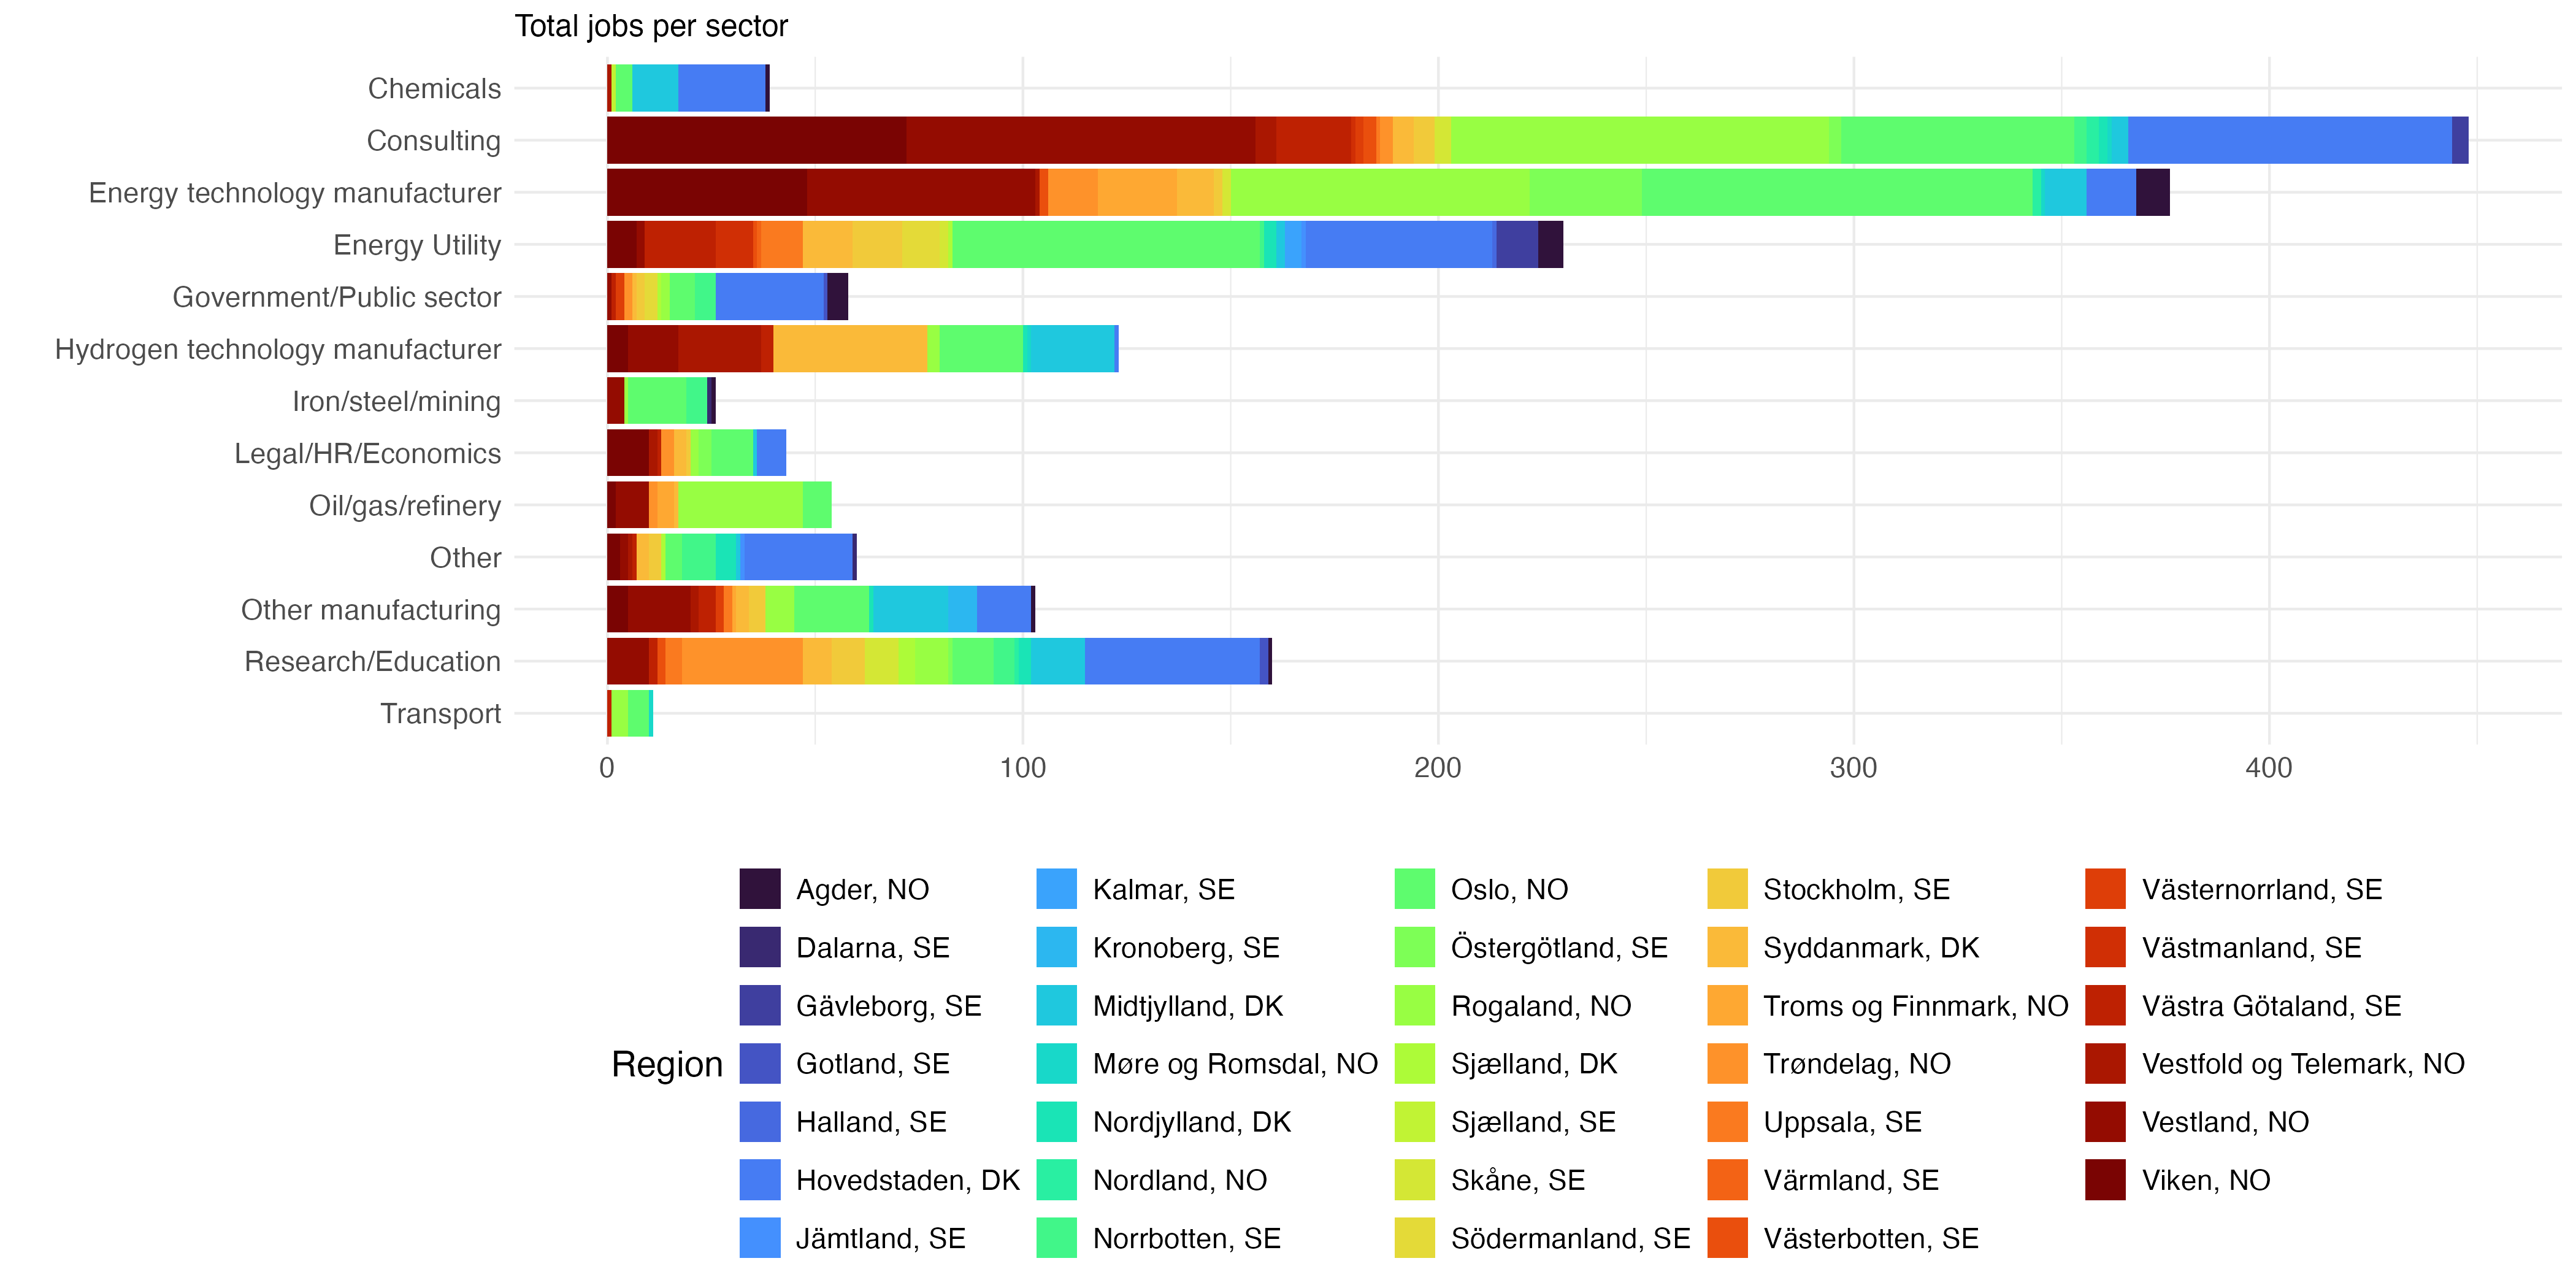 Total jobs per sector
Chemicals
Consulting
Energy technology manufacturer
Energy Utility
Government/Public sector
Hydrogen technology manufacturer
Iron/steel/mining
Legal/HR/Economics
Oil/gas/refinery
Other
Other manufacturing
Research/Education
Transport
0 100 200 300 400
Region
Agder, NO
Dalarna, SE
Gävleborg, SE
Gotland, SE
Halland, SE
Hovedstaden, DK
Jämtland, SE
Kalmar, SE
Kronoberg, SE
Midtjylland, DK
Møre og Romsdal, NO
Nordjylland, DK
Nordland, NO
Norrbotten, SE
Oslo, NO
Östergötland, SE
Rogaland, NO
Sjælland, DK
Sjælland, SE
Skåne, SE
Södermanland, SE
Stockholm, SE
Syddanmark, DK
Troms og Finnmark, NO
Trøndelag, NO
Uppsala, SE
Värmland, SE
Västerbotten, SE
Västernorrland, SE
Västmanland, SE
Västra Götaland, SE
Vestfold og Telemark, NO
Vestland, NO
Viken, NO